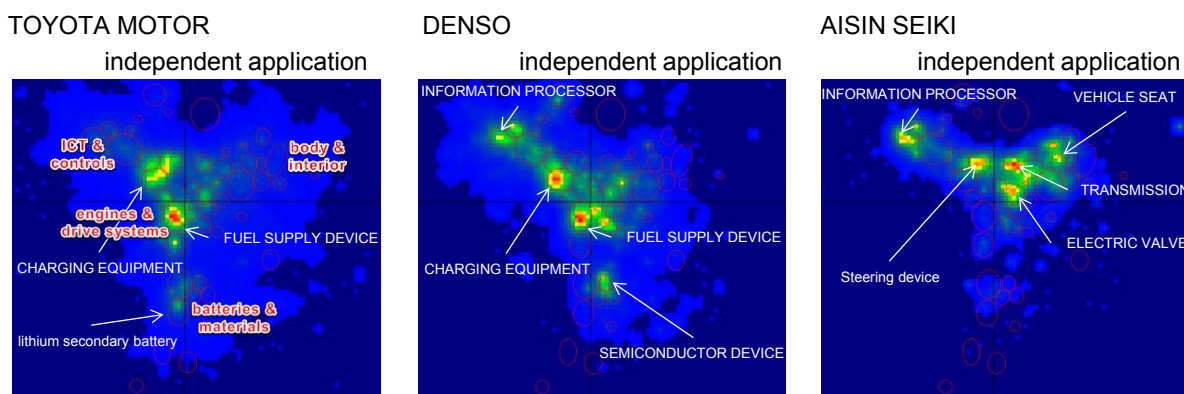 TOYOTA MOTOR
independent application
ICT &
controls
body &
interior
engines &
drive systems
FUEL SUPPLY DEVICE
CHARGING EQUIPMENT
batteries &
materials
lithium secondary battery
DENSO
independent application
INFORMATION PROCESSOR
FUEL SUPPLY DEVICE
CHARGING EQUIPMENT
SEMICONDUCTOR DEVICE
AISIN SEIKI
independent application
INFORMATION PROCESSOR
VEHICLE SEAT
TRANSMISSION
ELECTRIC VALVE
Steering device